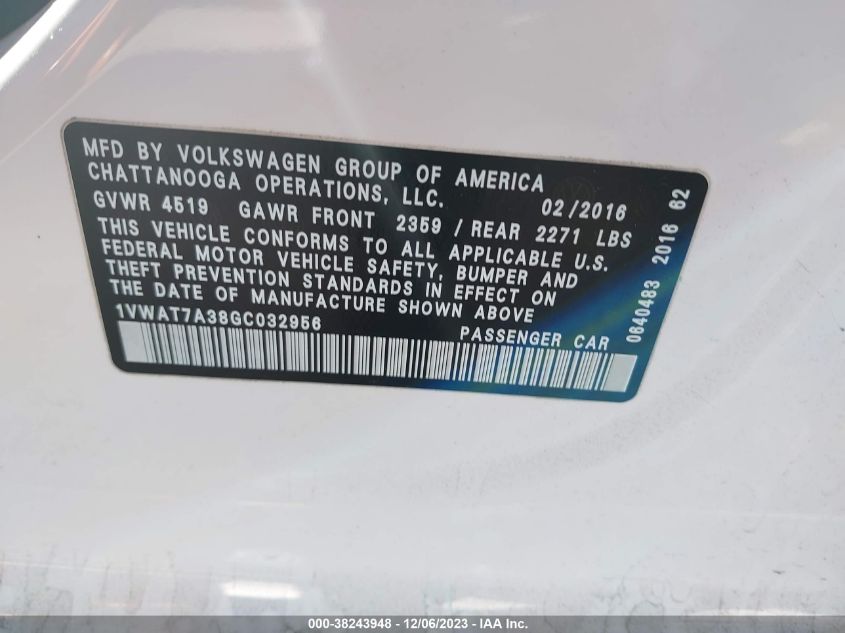 MFD BY VOLKSWAGEN GROUP OF AMERICA
CHATTANOOGA OPERATIONS, LLC.
02/2016
GVWR 4519 GAWR FRONT 2359 / REAR 2271 LBS
THIS VEHICLE CONFORMS TO ALL APPLICABLE U.S.
FEDERAL MOTOR VEHICLE SAFETY, BUMPER AND
THEFT PREVENTION STANDARDS IN EFFECT ON
THE DATE OF MANUFACTURE SHOWN ABOVE
1VWAT7A38GC032956
PASSENGER CAR
0640483 2016 62
000-38243948 - 12/06/2023 - IAA Inc.